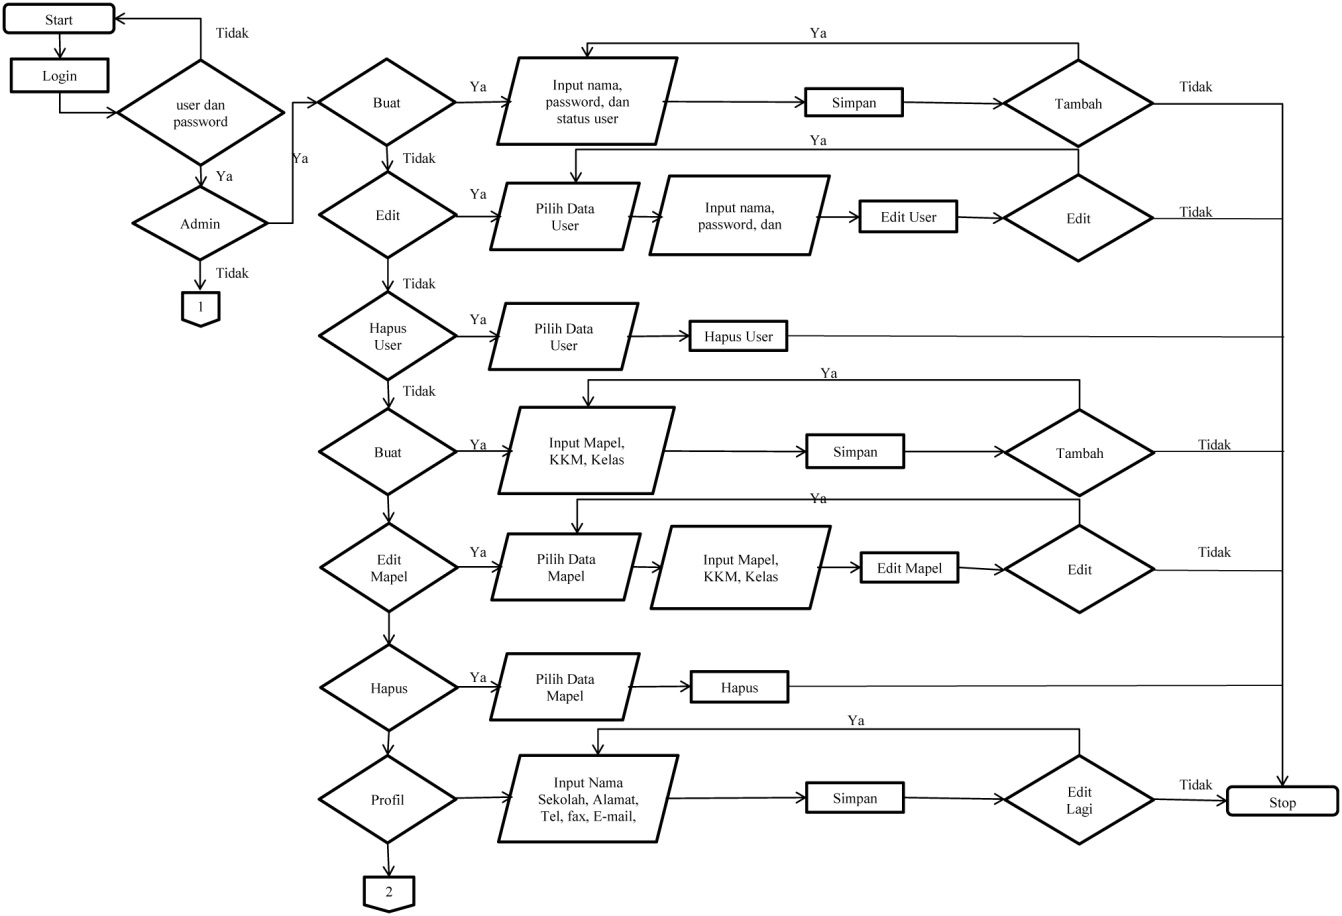 Start
Tidak
Login
user dan
password
Ya
Admin
Tidak
1
Ya
Buat
Ya
Input nama,
password, dan
status user
Simpan
Ya
Tambah
Tidak
Tidak
Edit
Ya
Pilih Data
User
Input nama,
password, dan
Edit User
Ya
Edit
Tidak
Tidak
Hapus
User
Ya
Pilih Data
User
Hapus User
Tidak
Buat
Ya
Input Mapel,
KKM, Kelas
Simpan
Ya
Tambah
Tidak
Edit
Mapel
Ya
Pilih Data
Mapel
Input Mapel,
KKM, Kelas
Edit Mapel
Ya
Edit
Tidak
Hapus
Ya
Pilih Data
Mapel
Hapus
Profil
Input Nama
Sekolah, Alamat,
Tel, fax, E-mail,
Simpan
Ya
Edit
Lagi
Tidak
Stop
2